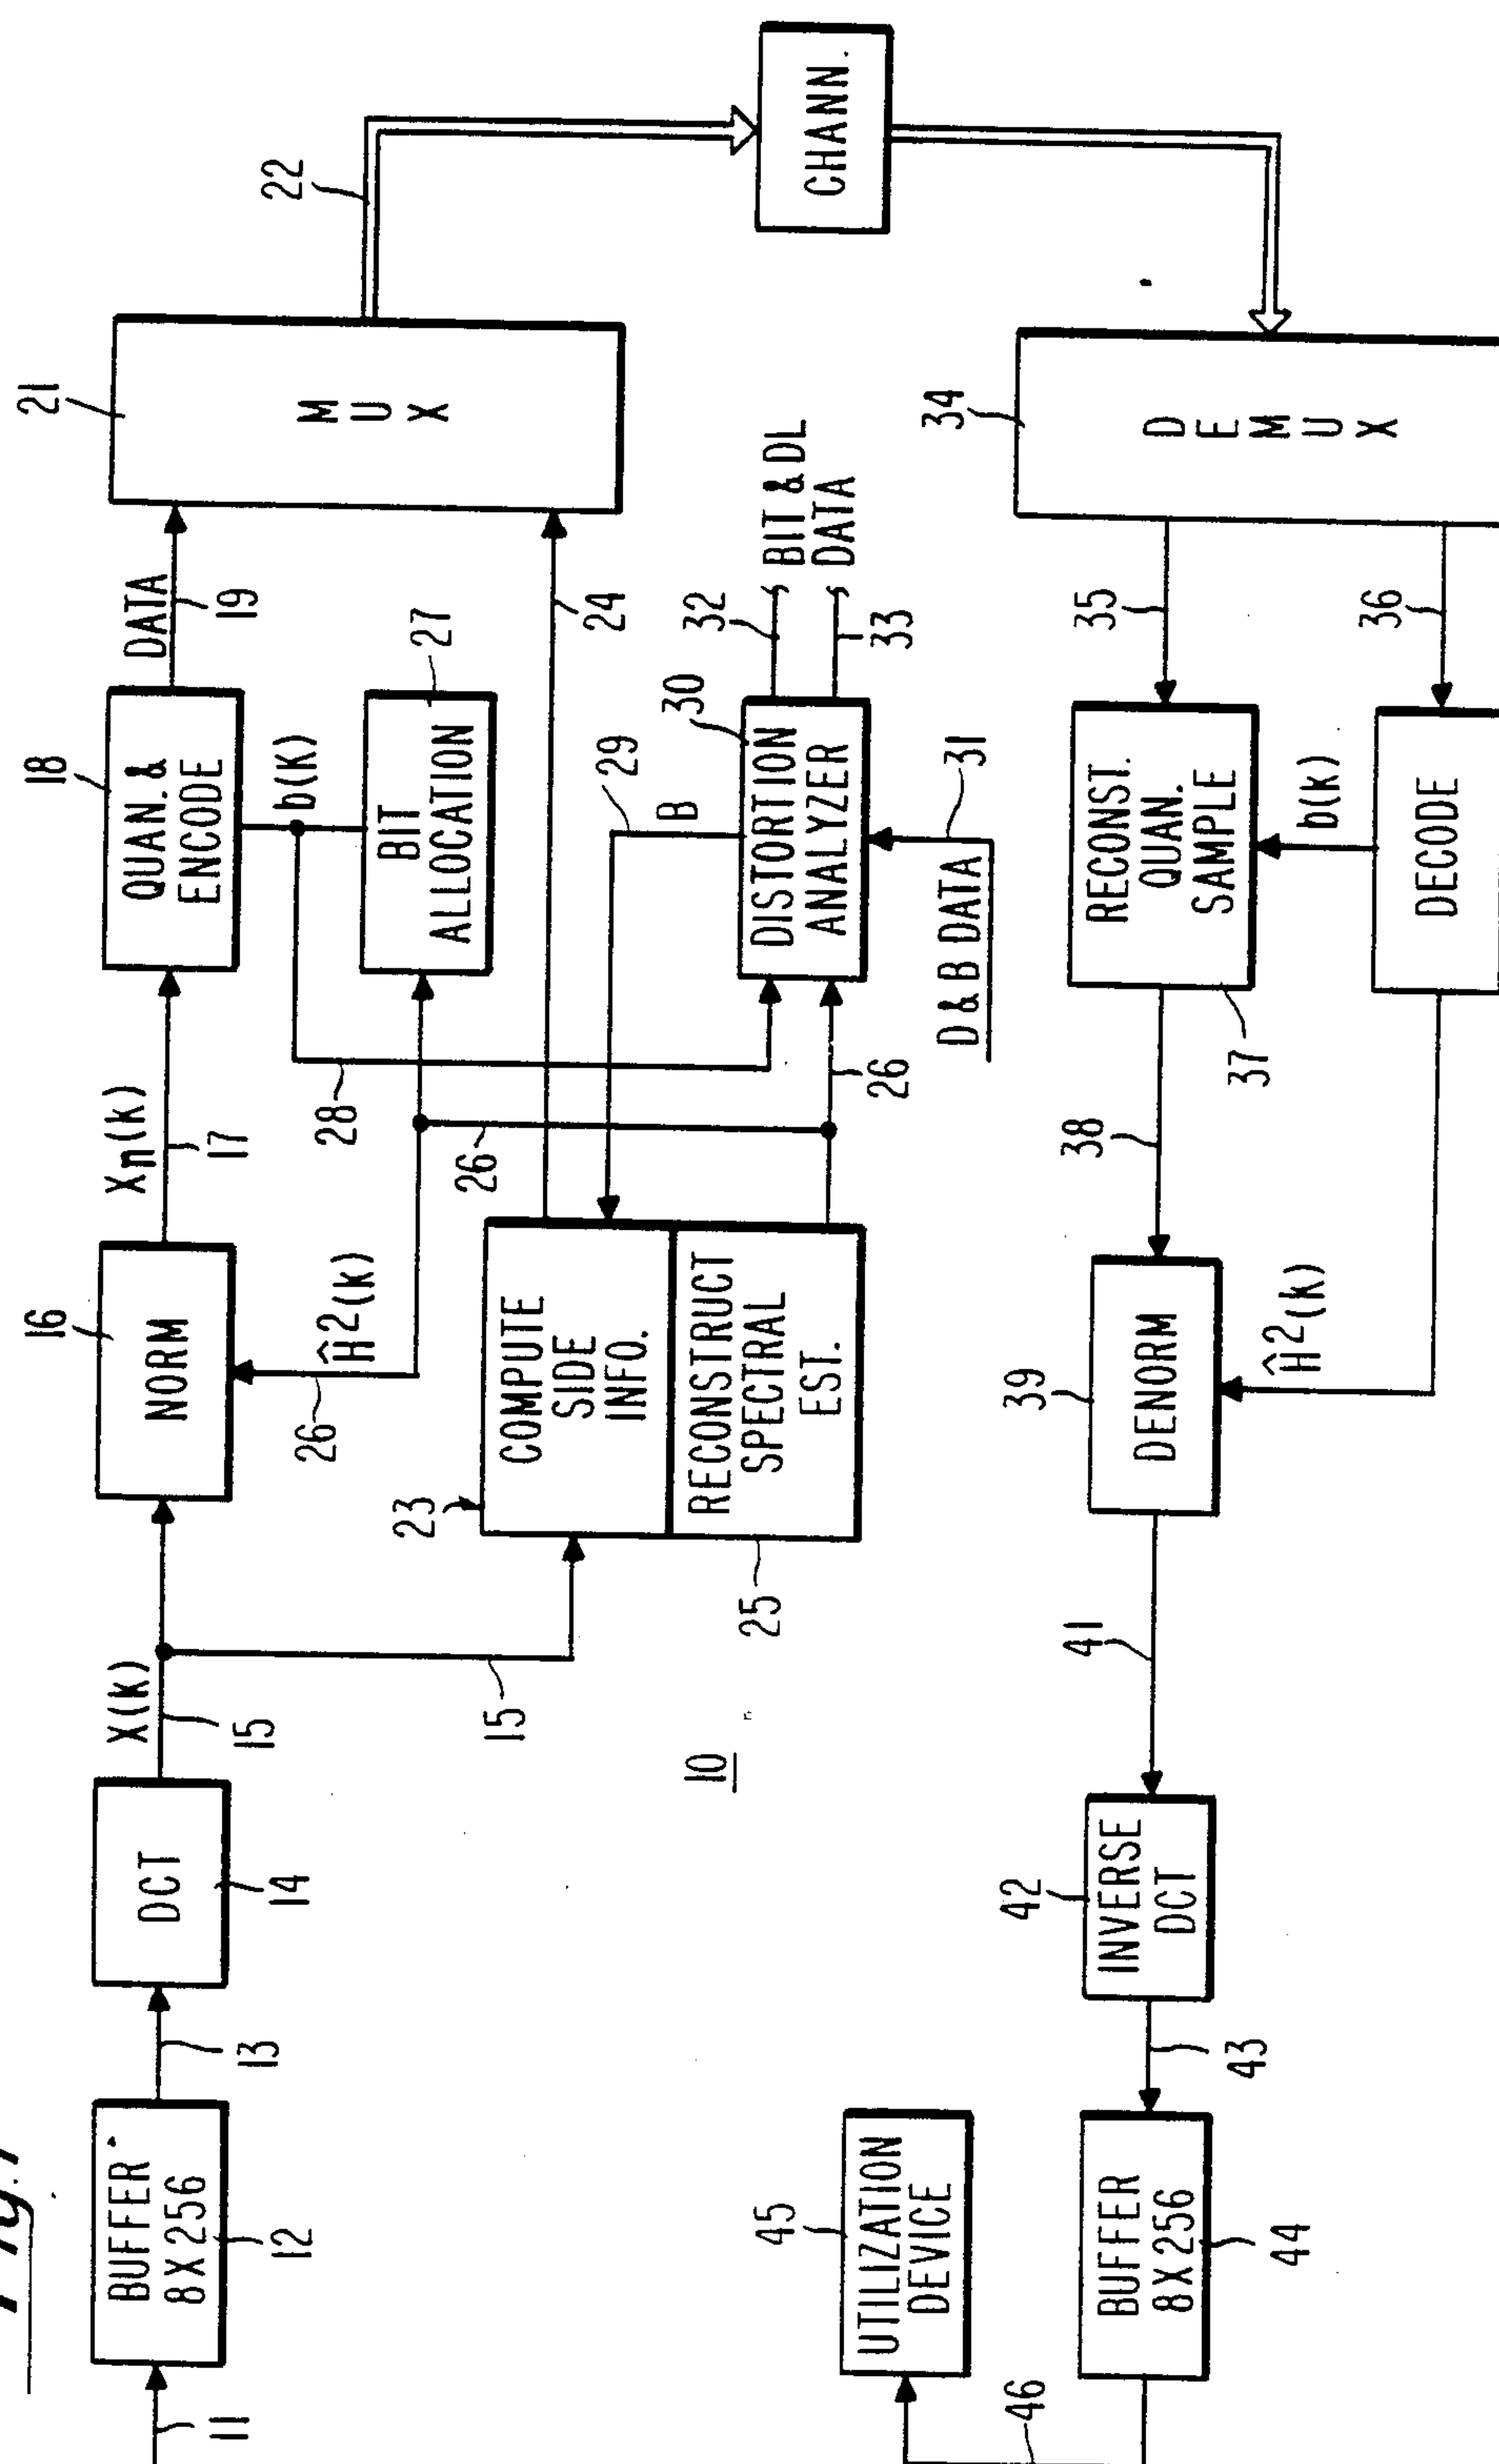 Fig.1
11
BUFFER
8X256
12
13
DCT
14
X(k)
15
15
NORM
16
Xn(k)
17
QUAN. &
ENCODE
18
DATA
19
MUX
21
22
CHANN.
b(K)
BIT
ALLOCATION
27
28
26
Ĥ²(k)
26
COMPUTE
SIDE
INFO.
23
RECONSTRUCT
SPECTRAL
EST.
25
24
29
B
26
DISTORTION
ANALYZER
30
31
D & B DATA
32
33
BIT & DL
DATA
10
DEMUX
34
35
36
RECONST.
QUAN.
SAMPLE
37
b(k)
DECODE
38
DENORM
39
Ĥ²(k)
41
INVERSE
DCT
42
43
BUFFER
8X256
44
UTILIZATION
DEVICE
45
46